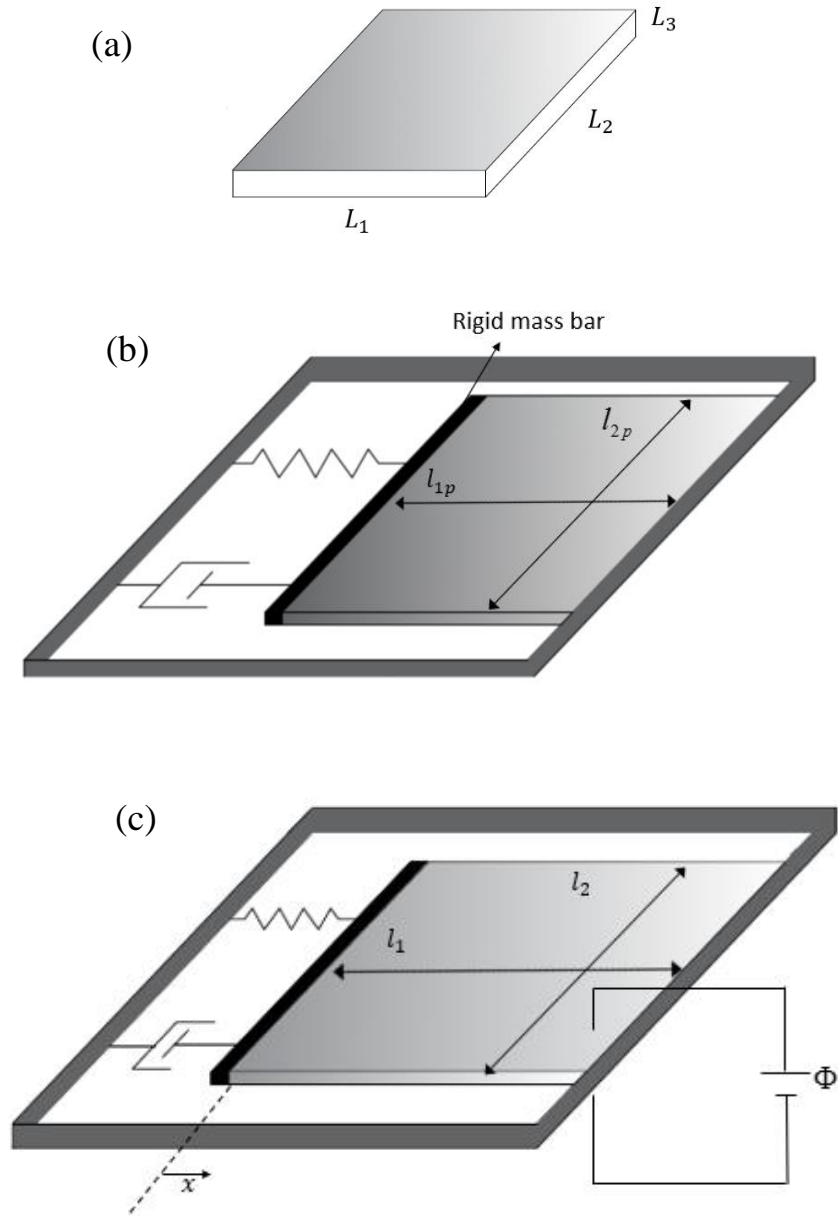 (a)
L₃
L₂
L₁
Rigid mass bar
(b)
l₂ₚ
l₁ₚ
(c)
l₂
l₁
Φ
x